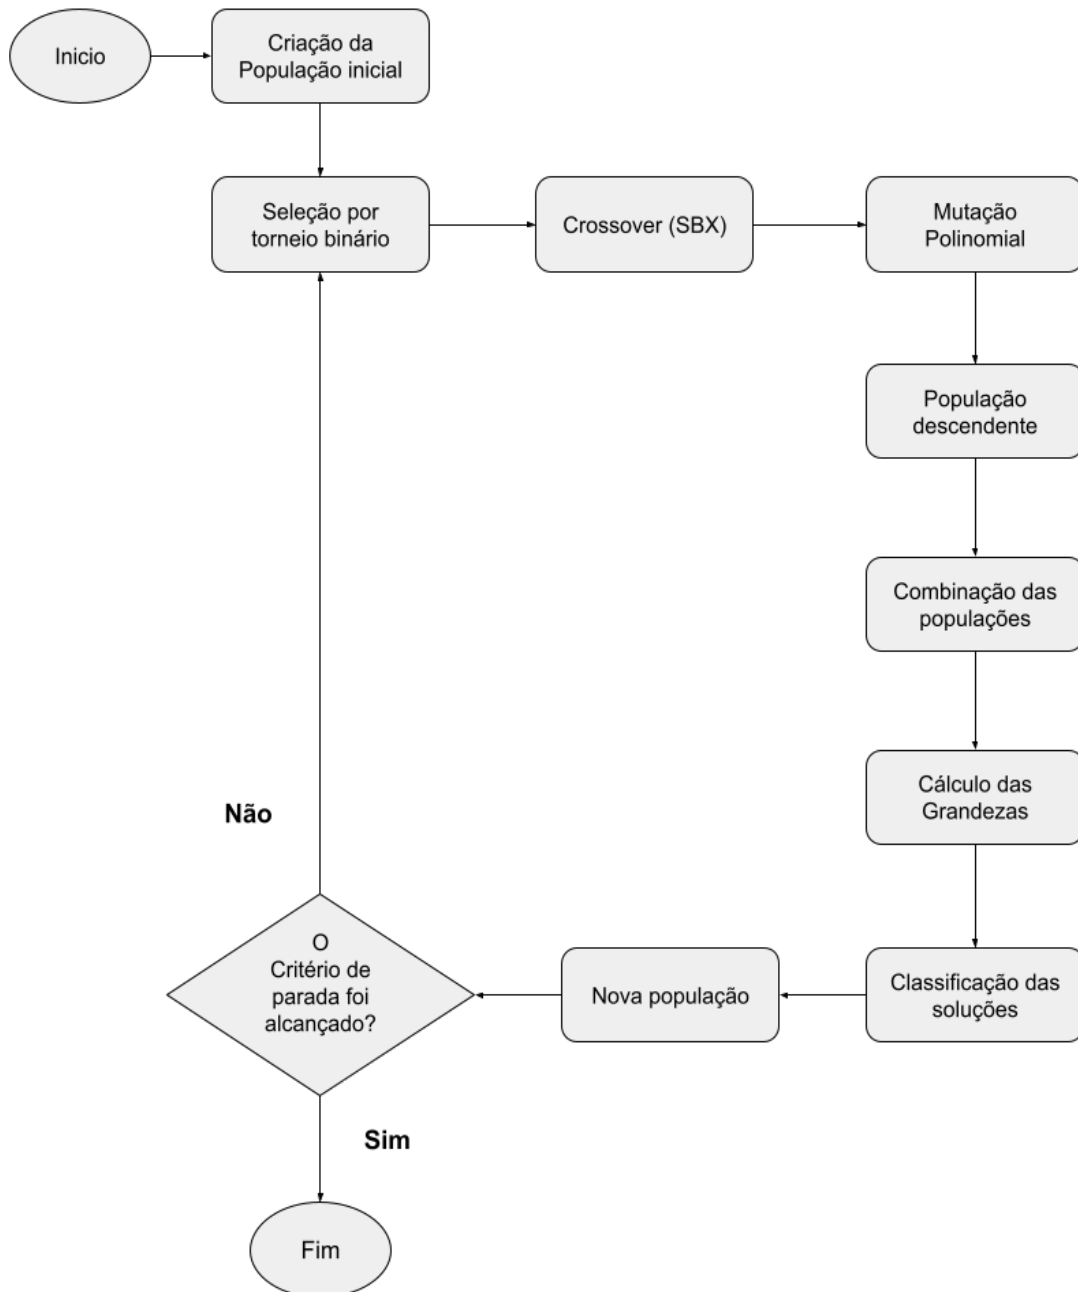 Inicio
Criação da
População inicial
Seleção por
torneio binário
Crossover (SBX)
Mutação
Polinomial
População
descendente
Combinação das
populações
Cálculo das
Grandezas
Classificação das
soluções
Nova população
O
Critério de
parada foi
alcançado?
Não
Sim
Fim